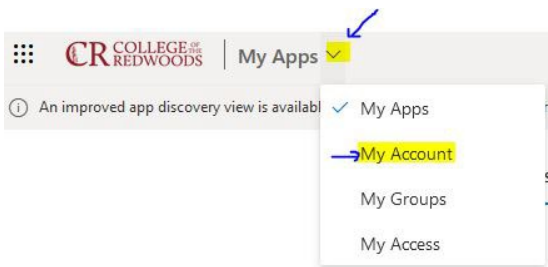 CR COLLEGE OF THE REDWOODS
My Apps
An improved app discovery view is availabl
My Apps
My Account
My Groups
My Access